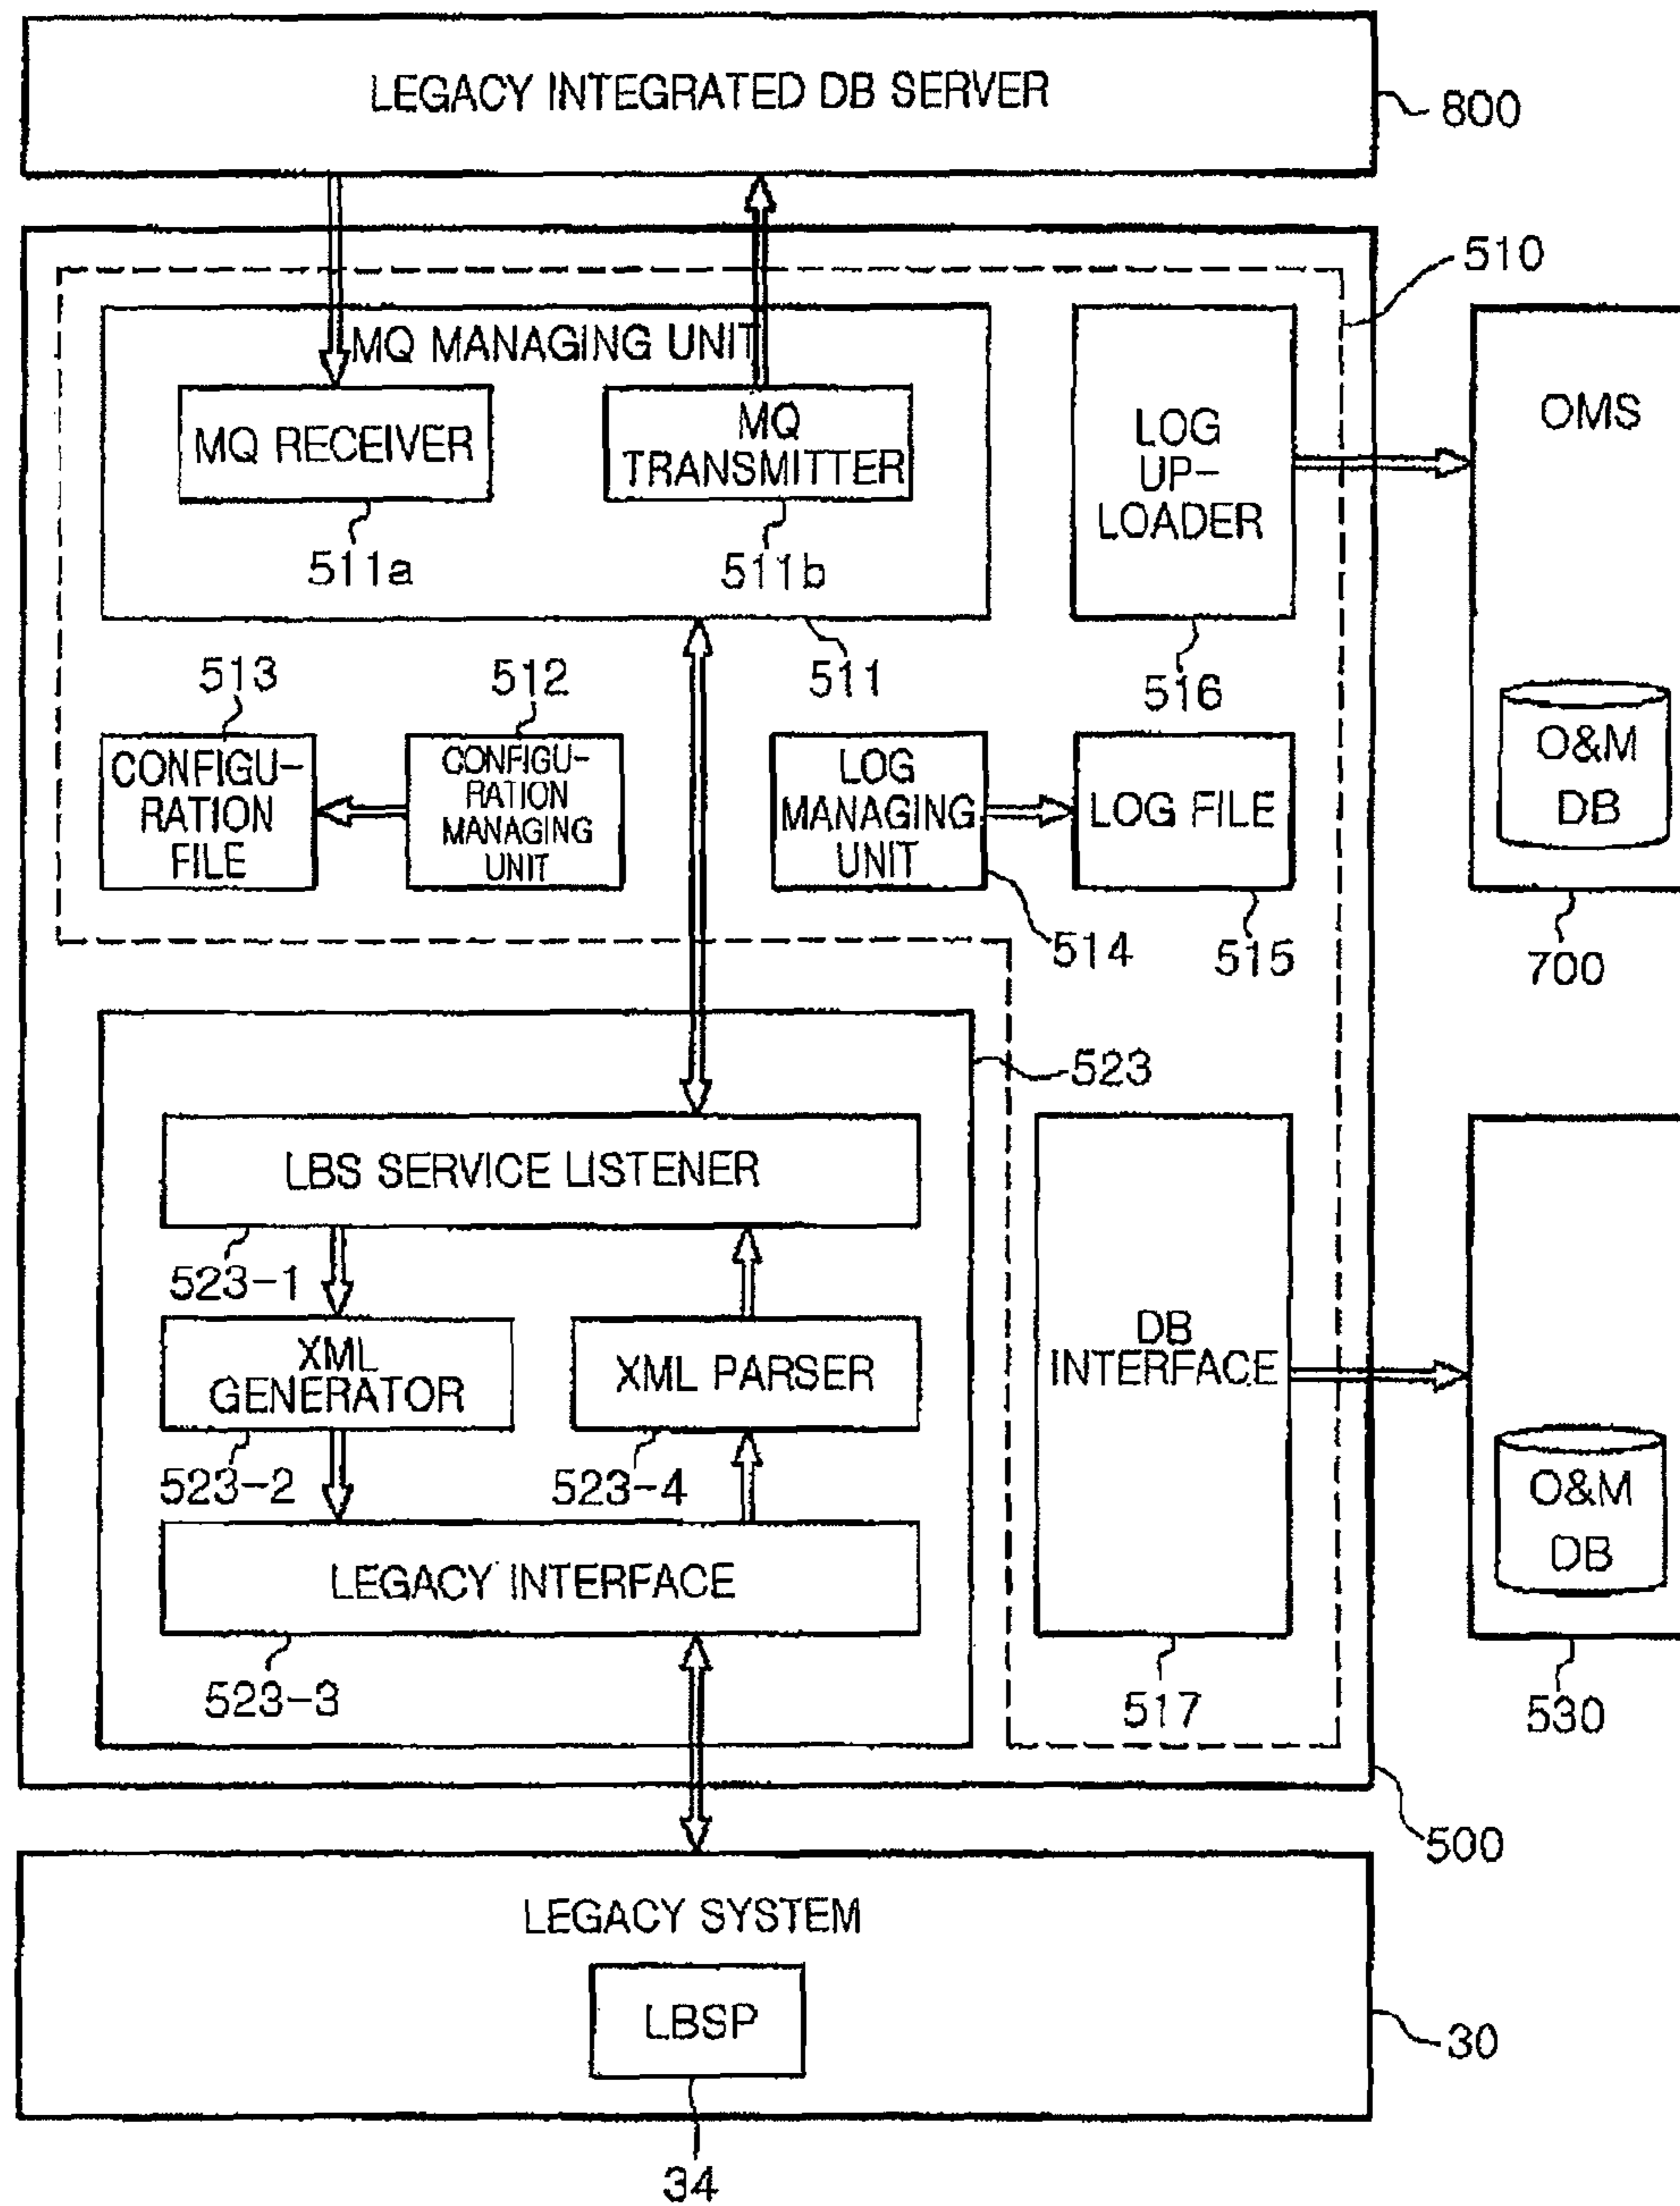 LEGACY INTEGRATED DB SERVER
800
510
MQ MANAGING UNIT
MQ RECEIVER
511a
MQ
TRANSMITTER
511b
511
LOG
UP-
LOADER
516
OMS
O&M
DB
700
513
CONFIGU-
RATION
FILE
512
CONFIGU-
RATION
MANAGING
UNIT
LOG
MANAGING
UNIT
514
LOG FILE
515
523
LBS SERVICE LISTENER
523-1
XML
GENERATOR
523-2
XML PARSER
523-4
LEGACY INTERFACE
523-3
DB
INTERFACE
517
O&M
DB
530
500
LEGACY SYSTEM
LBSP
30
34